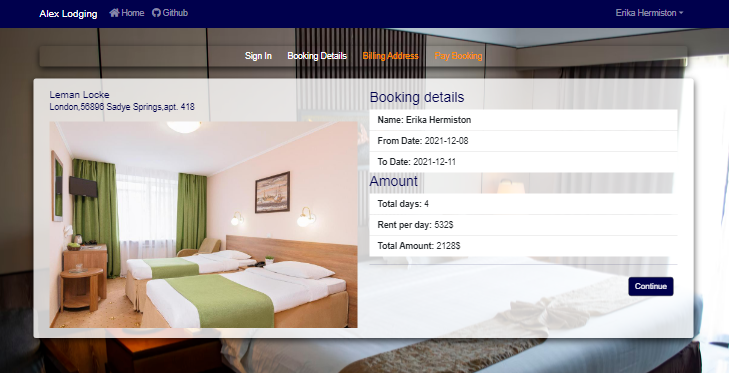 Alex Lodging Home Github Erika Hermiston
Sign In Booking Details Billing Address Pay Booking
Leman Locke
London,56896 Sadye Springs,apt. 418
Booking details
Name: Erika Hermiston
From Date: 2021-12-08
To Date: 2021-12-11
Amount
Total days: 4
Rent per day: 532$
Total Amount: 2128$
Continue